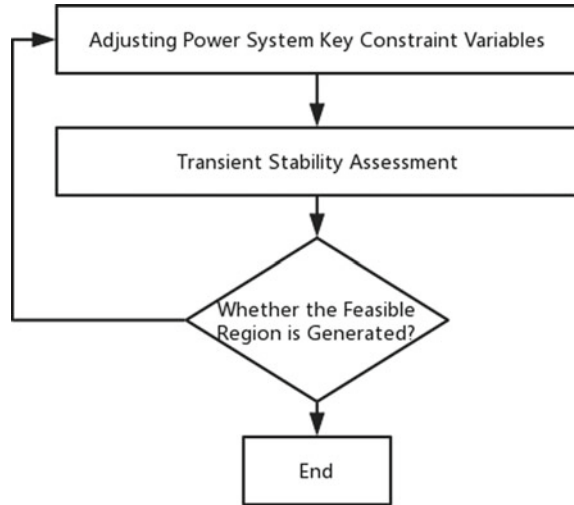 Adjusting Power System Key Constraint Variables
Transient Stability Assessment
Whether the Feasible
Region is Generated?
End